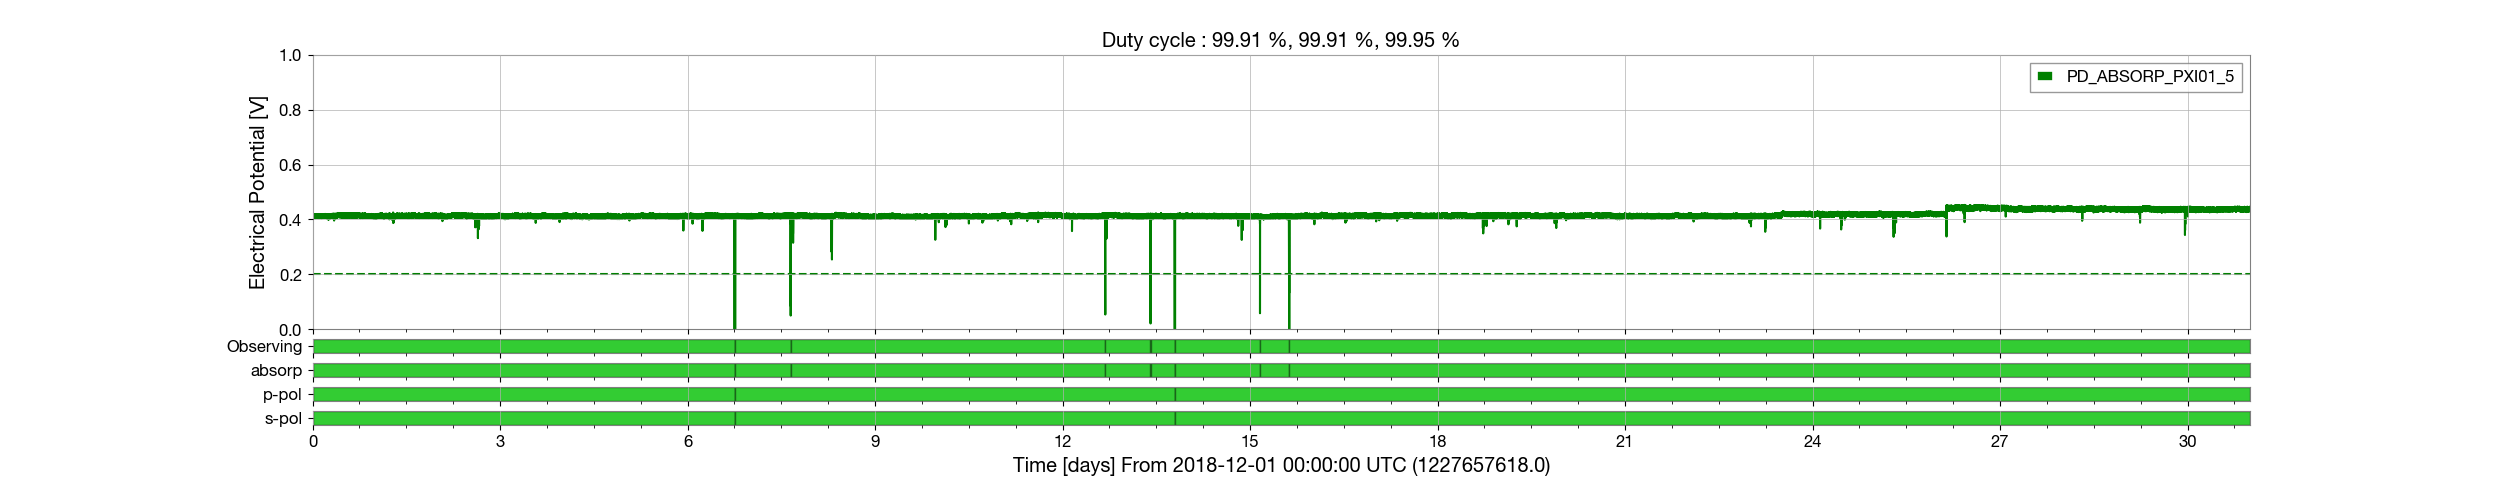 Duty cycle : 99.91 %, 99.91 %, 99.95 %
Electrical Potential [V]
1.0
0.8
0.6
0.4
0.2
0.0
PD_ABSORP_PXI01_5
Observing
absorp
p-pol
s-pol
0 3 6 9 12 15 18 21 24 27 30
Time [days] From 2018-12-01 00:00:00 UTC (1227657618.0)